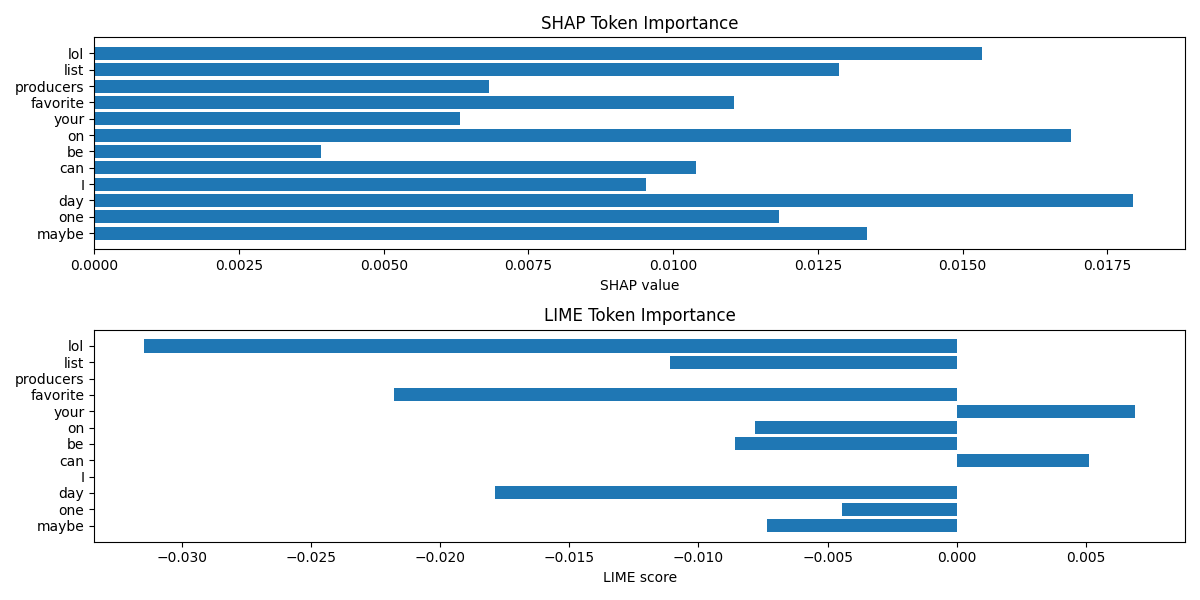 SHAP Token Importance
lol
list
producers
favorite
your
on
be
can
I
day
one
maybe
0.0000 0.0025 0.0050 0.0075 0.0100 0.0125 0.0150 0.0175
SHAP value
LIME Token Importance
lol
list
producers
favorite
your
on
be
can
I
day
one
maybe
−0.030 −0.025 −0.020 −0.015 −0.010 −0.005 0.000 0.005
LIME score